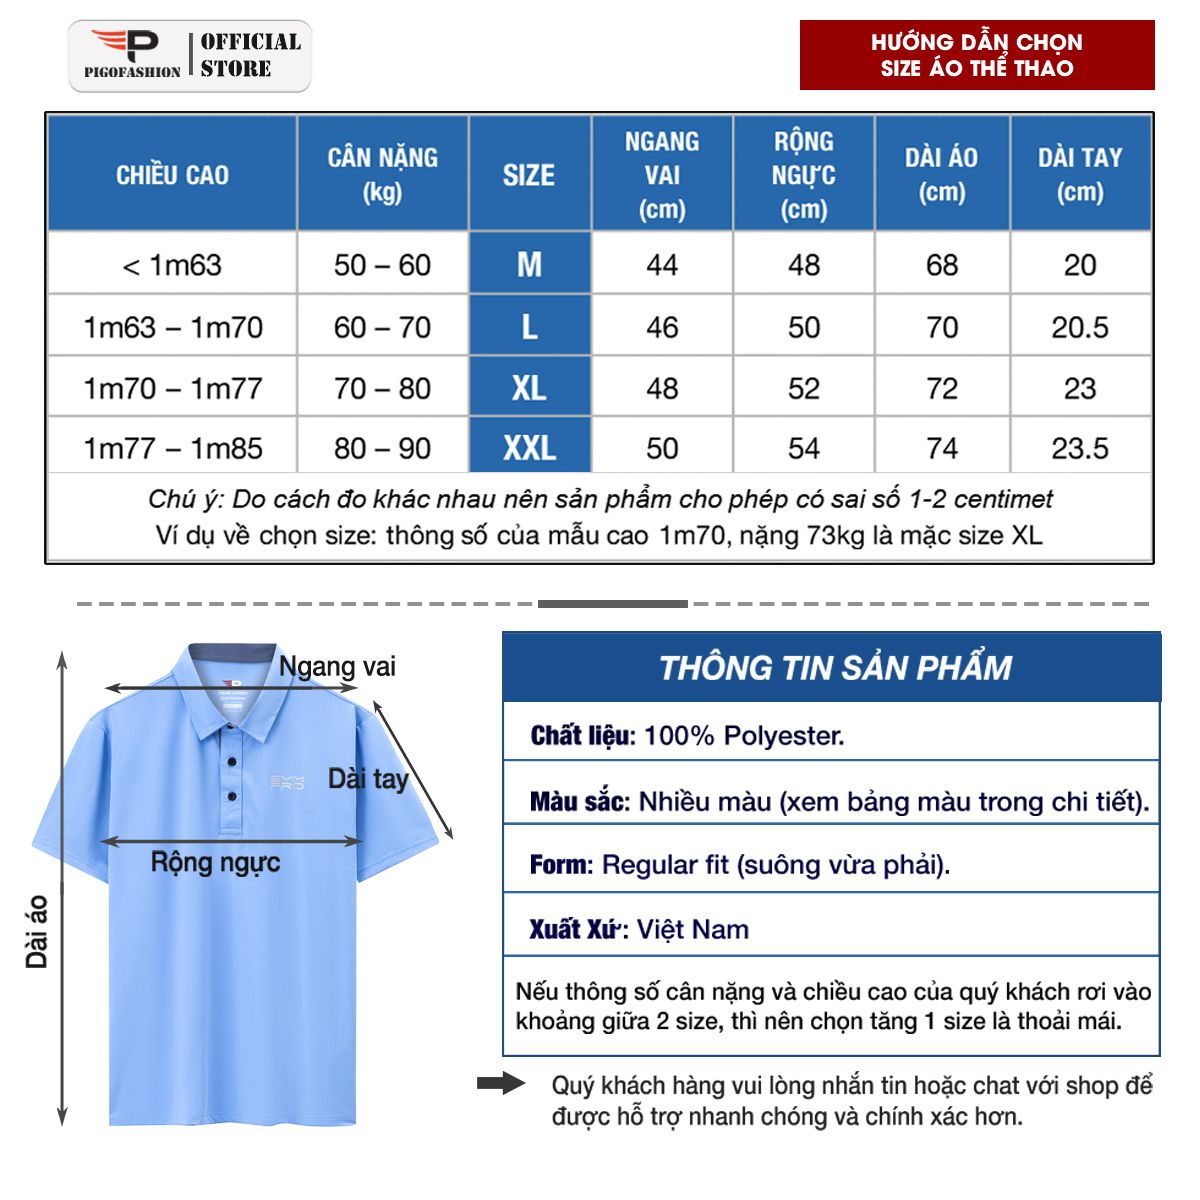 P
PIGOFASHION
OFFICIAL
STORE
HƯỚNG DẪN CHỌN
SIZE ÁO THỂ THAO
CHIỀU CAO CÂN NẶNG (kg) SIZE NGANG VAI (cm) RỘNG NGỰC (cm) DÀI ÁO (cm) DÀI TAY (cm)
< 1m63 50 – 60 M 44 48 68 20
1m63 – 1m70 60 – 70 L 46 50 70 20.5
1m70 – 1m77 70 – 80 XL 48 52 72 23
1m77 – 1m85 80 – 90 XXL 50 54 74 23.5
Chú ý: Do cách đo khác nhau nên sản phẩm cho phép có sai số 1-2 centimet
Ví dụ về chọn size: thông số của mẫu cao 1m70, nặng 73kg là mặc size XL
Ngang vai
Dài tay
GYM
PRO
Rộng ngực
Dài áo
THÔNG TIN SẢN PHẨM
Chất liệu: 100% Polyester.
Màu sắc: Nhiều màu (xem bảng màu trong chi tiết).
Form: Regular fit (suông vừa phải).
Xuất Xứ: Việt Nam
Nếu thông số cân nặng và chiều cao của quý khách rơi vào
khoảng giữa 2 size, thì nên chọn tăng 1 size là thoải mái.
Quý khách hàng vui lòng nhắn tin hoặc chat với shop để
được hỗ trợ nhanh chóng và chính xác hơn.